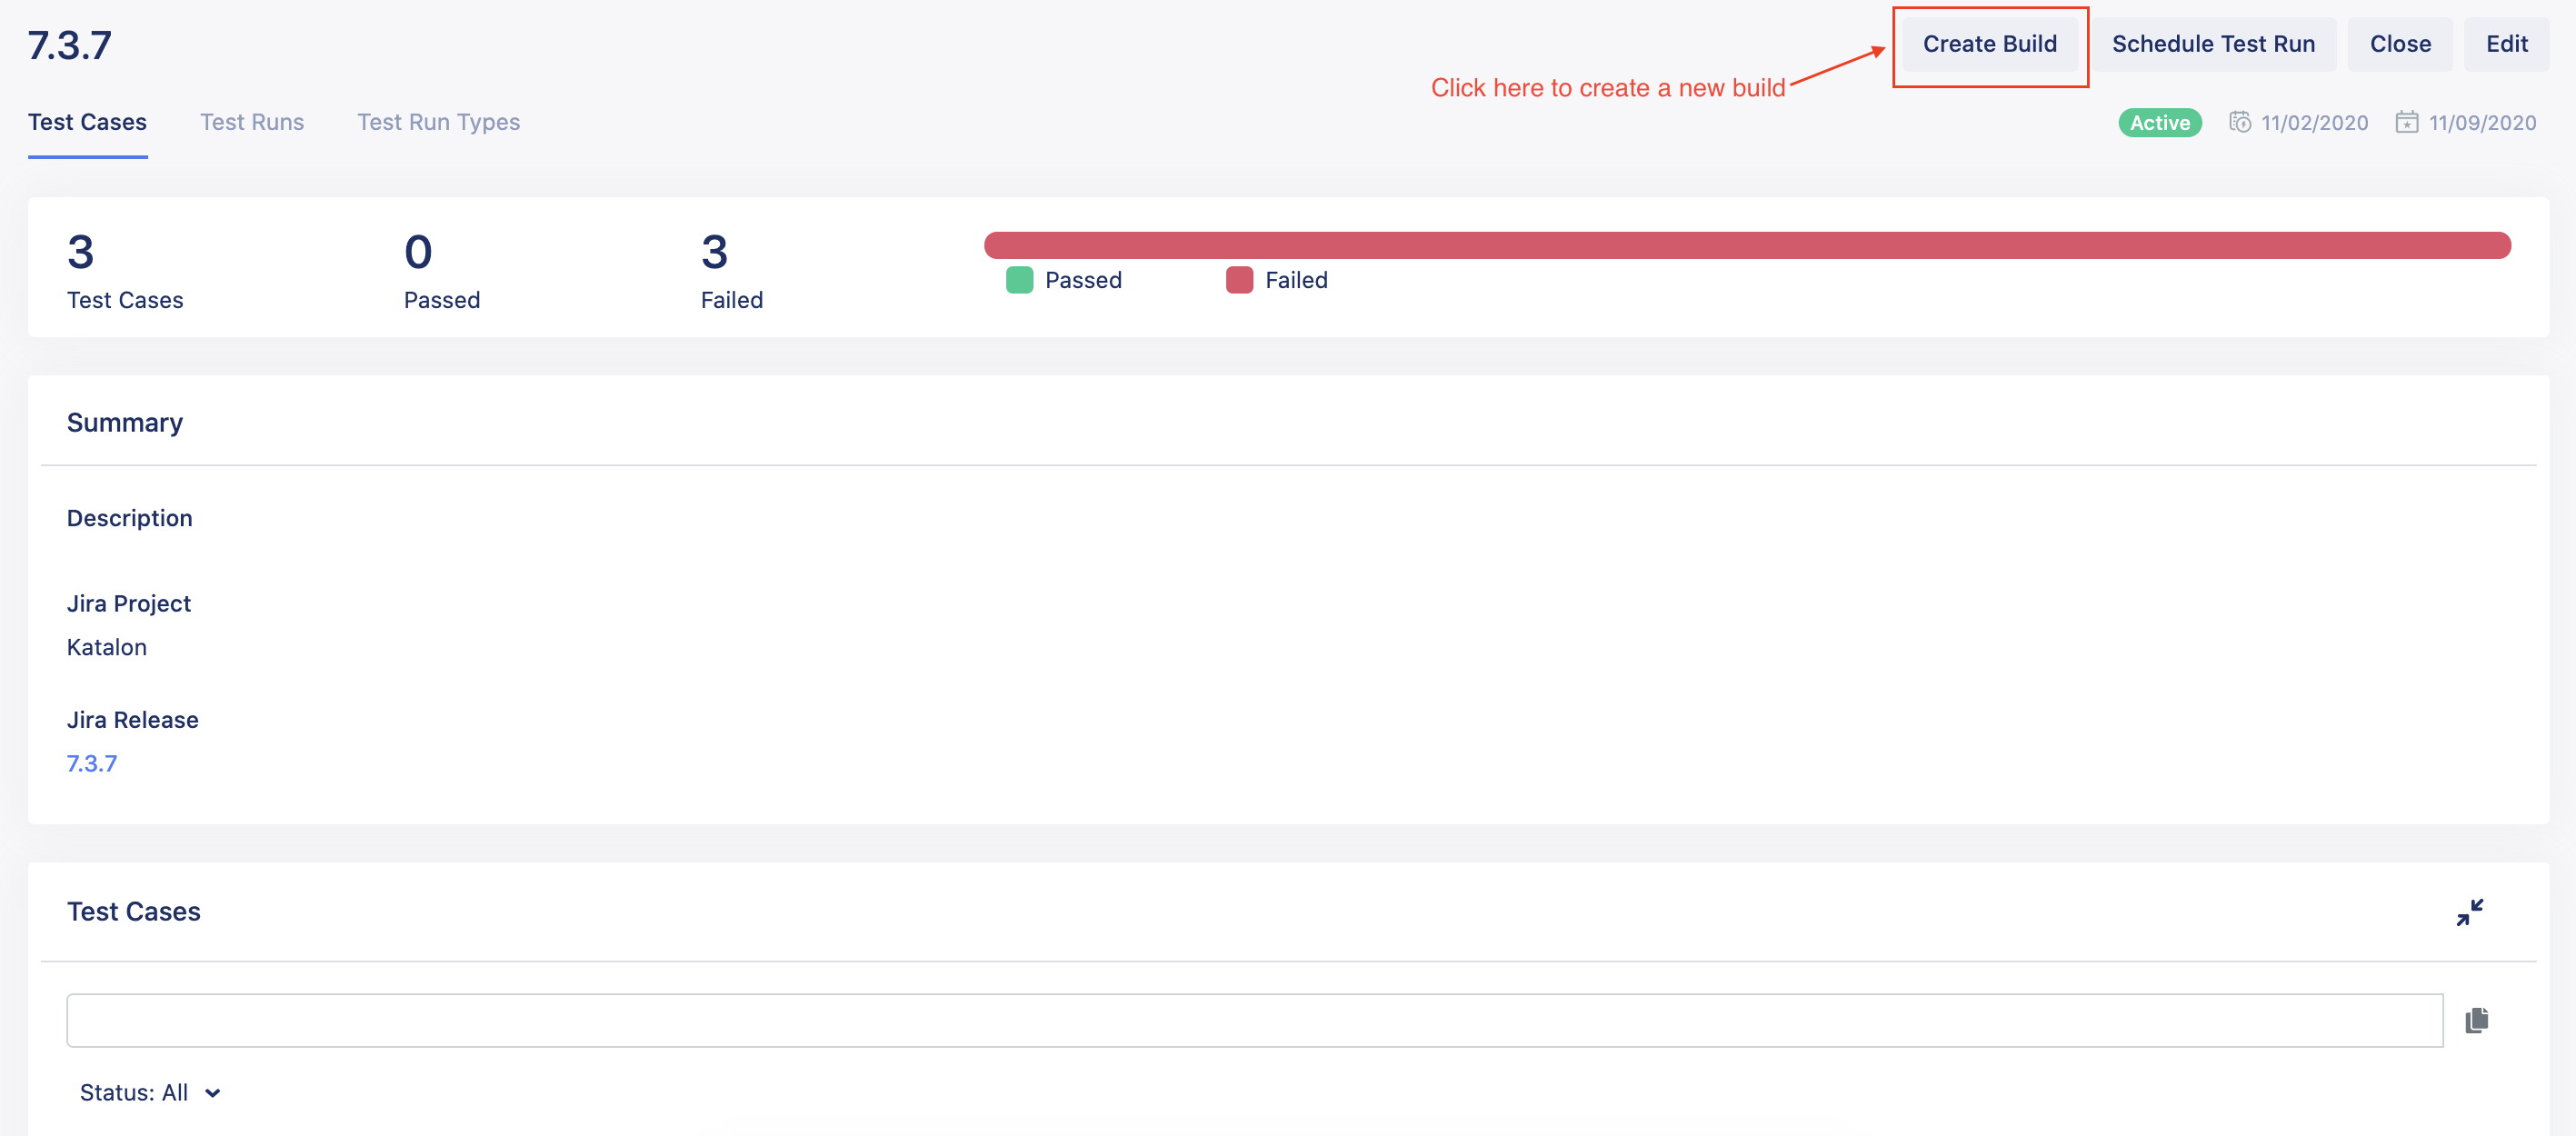 7.3.7
Create Build
Schedule Test Run
Close
Edit
Click here to create a new build
Test Cases
Test Runs
Test Run Types
Active
11/02/2020
11/09/2020
3
Test Cases
0
Passed
3
Failed
Passed
Failed
Summary
Description
Jira Project
Katalon
Jira Release
7.3.7
Test Cases
Status: All